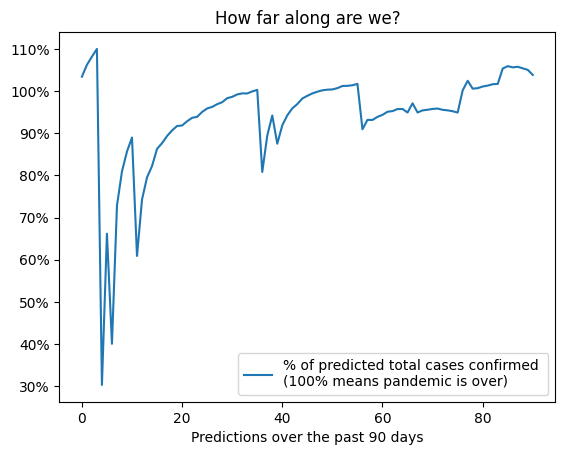 How far along are we?
110%
100%
90%
80%
70%
60%
50%
40%
30%
% of predicted total cases confirmed
(100% means pandemic is over)
0 20 40 60 80
Predictions over the past 90 days